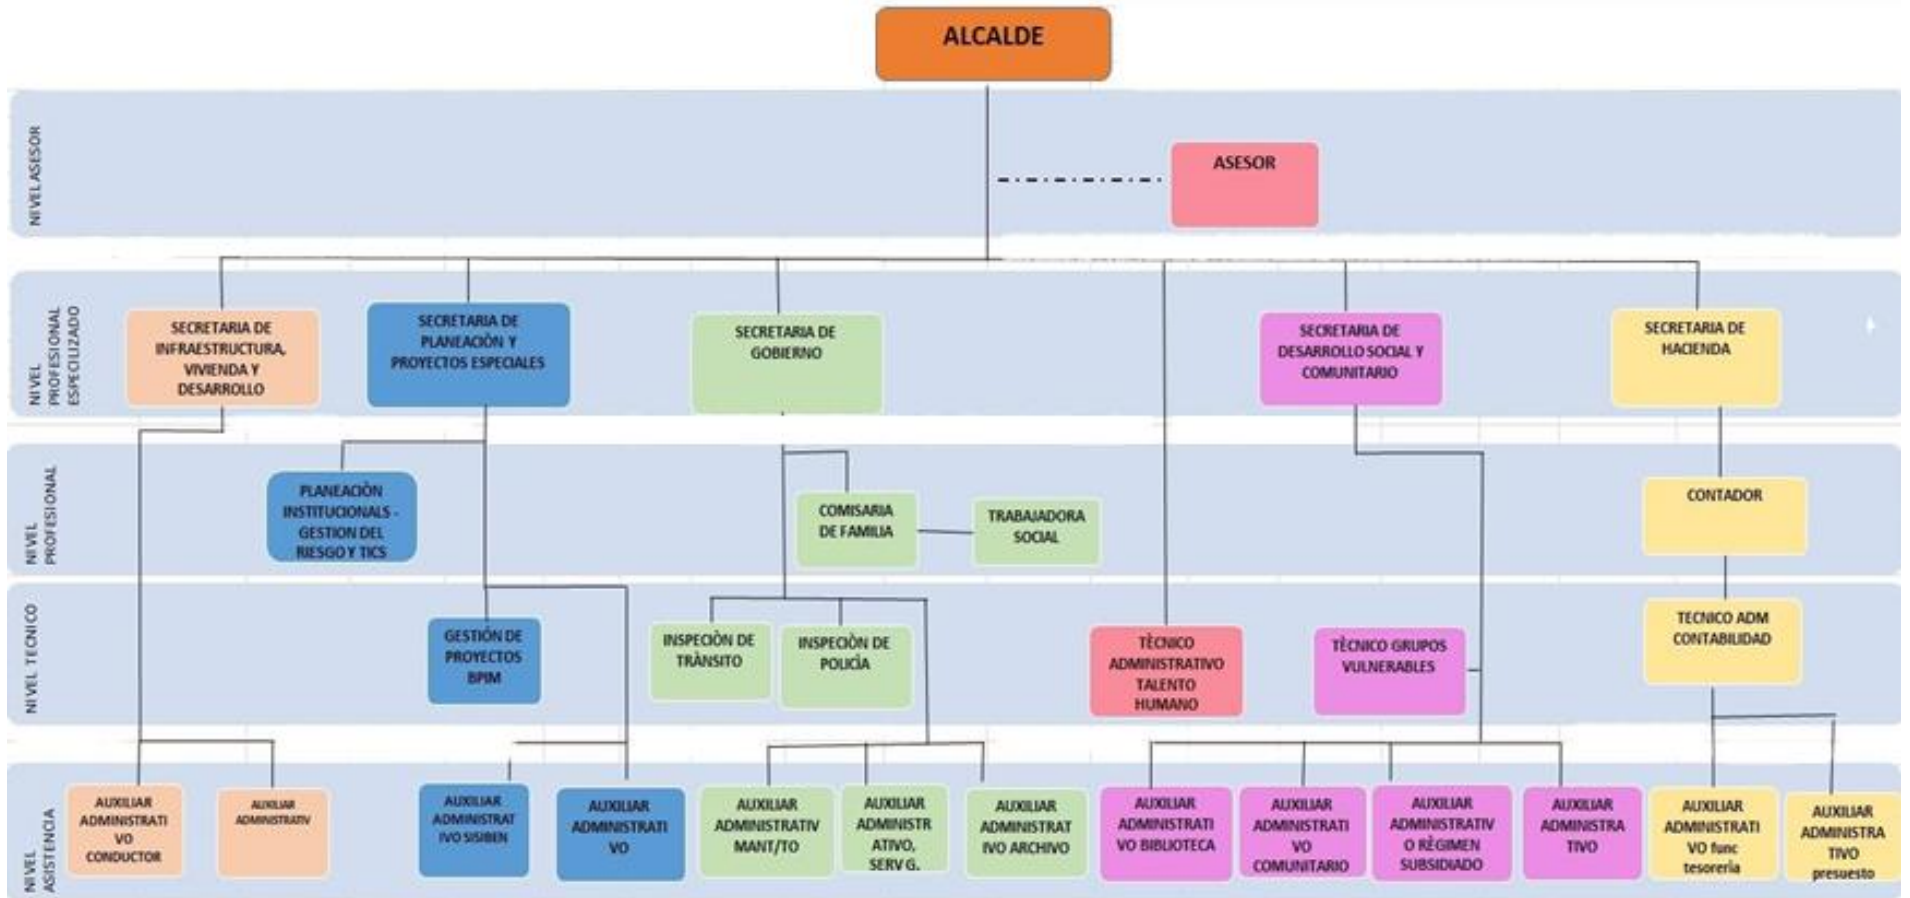 ALCALDE
NIVEL ASESOR
ASESOR
NIVEL
PROFESIONAL
ESPECILIZADO
SECRETARIA DE
INFRAESTRUCTURA,
VIVIENDA Y
DESARROLLO
SECRETARIA DE
PLANEACIÒN Y
PROYECTOS ESPECIALES
SECRETARIA DE
GOBIERNO
SECRETARIA DE
DESARROLLO SOCIAL Y
COMUNITARIO
SECRETARIA DE
HACIENDA
NIVEL
PROFESIONAL
PLANEACIÒN
INSTITUCIONALS -
GESTION DEL
RIESGO Y TICS
COMISARIA
DE FAMILIA
TRABAJADORA
SOCIAL
CONTADOR
NIVEL TECNICO
GESTIÓN DE
PROYECTOS
BPIM
INSPECIÒN DE
TRÀNSITO
INSPECIÒN DE
POLICÌA
TÈCNICO
ADMINISTRATIVO
TALENTO
HUMANO
TÈCNICO GRUPOS
VULNERABLES
TECNICO ADM
CONTABILIDAD
NIVEL
ASISTENCIA
AUXILIAR
ADMINISTRATI
VO
CONDUCTOR
AUXILIAR
ADMINISTRATIV
AUXILIAR
ADMINISTRAT
IVO SISIBEN
AUXILIAR
ADMINISTRATI
VO
AUXILIAR
ADMINISTRATIV
MANT/TO
AUXILIAR
ADMINISTR
ATIVO,
SERV G.
AUXILIAR
ADMINISTRAT
IVO ARCHIVO
AUXILIAR
ADMINISTRATI
VO BIBLIOTECA
AUXILIAR
ADMINISTRATI
VO
COMUNITARIO
AUXILIAR
ADMINISTRATIV
O RÈGIMEN
SUBSIDIADO
AUXILIAR
ADMINISTRA
TIVO
AUXILIAR
ADMINISTRATI
VO func
tesoreria
AUXILIAR
ADMINISTRA
TIVO
presuesto